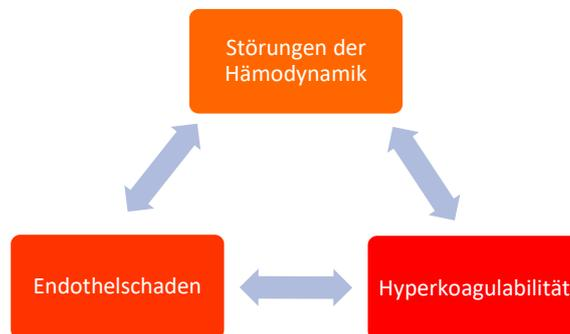 Störungen der
Hämodynamik
Endothelschaden
Hyperkoagulabilität